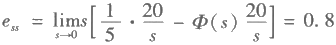 e_ss = lim_{s→0} s[ 1/5 · 20/s − Φ(s) 20/s ] = 0.8